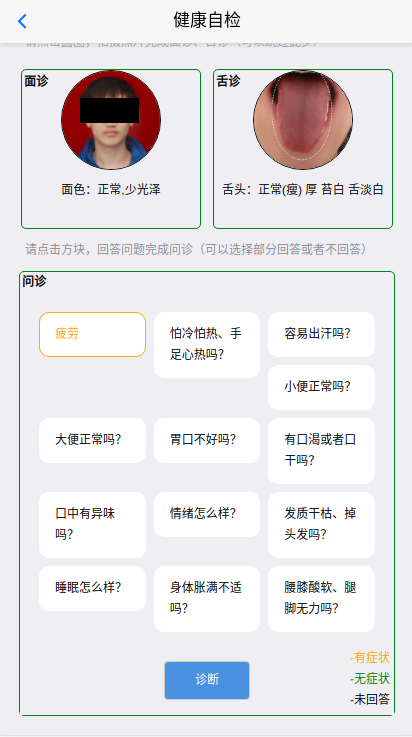 健康自检
面诊
舌诊
面色：正常,少光泽
舌头：正常(瘦) 厚 苔白 舌淡白
请点击方块，回答问题完成问诊（可以选择部分回答或者不回答）
问诊
疲劳
怕冷怕热、手
足心热吗？
容易出汗吗？
小便正常吗？
大便正常吗？
胃口不好吗？
有口渴或者口
干吗？
口中有异味
吗？
情绪怎么样？
发质干枯、掉
头发吗？
睡眠怎么样？
身体胀满不适
吗？
腰膝酸软、腿
脚无力吗？
-有症状
诊断
-无症状
-未回答